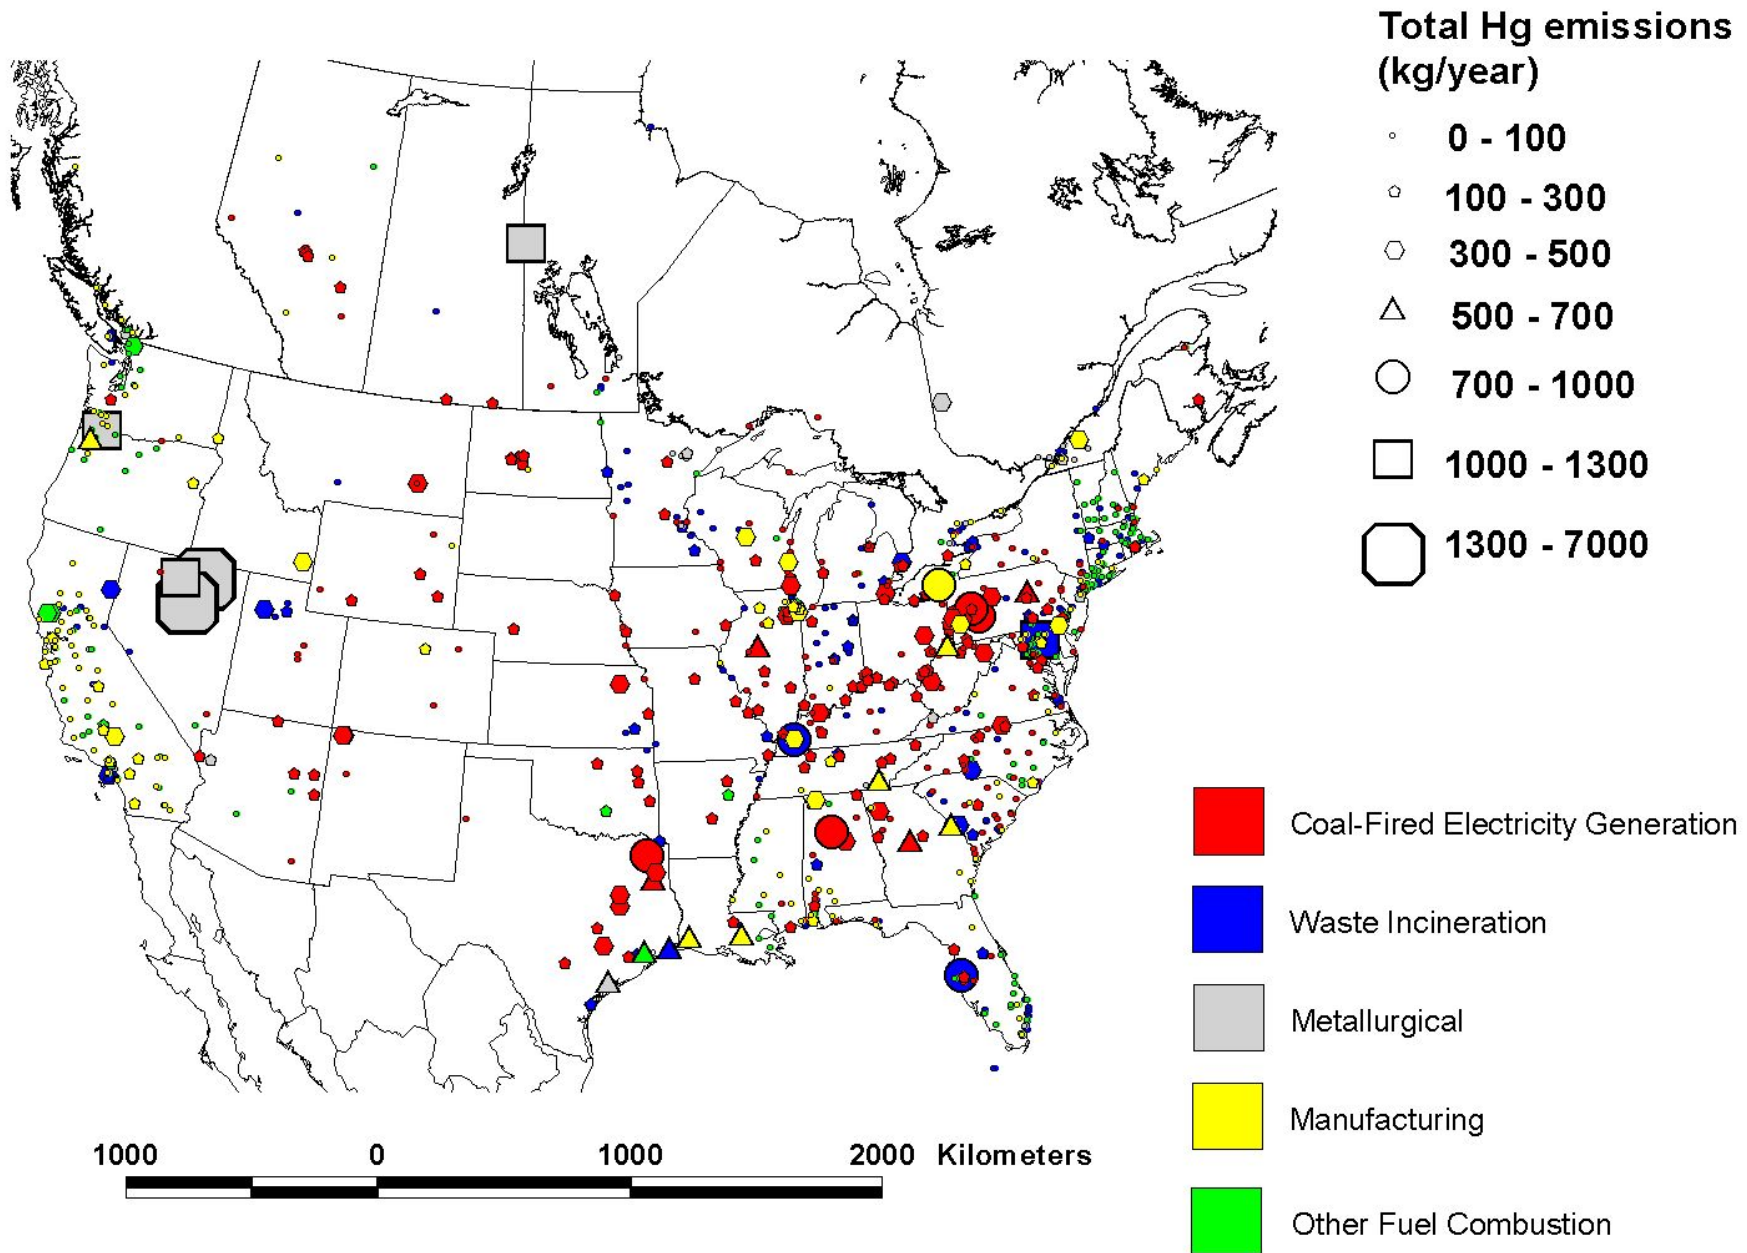 Total Hg emissions
(kg/year)
0 - 100
100 - 300
300 - 500
500 - 700
700 - 1000
1000 - 1300
1300 - 7000
Coal-Fired Electricity Generation
Waste Incineration
Metallurgical
Manufacturing
Other Fuel Combustion
1000 0 1000 2000 Kilometers